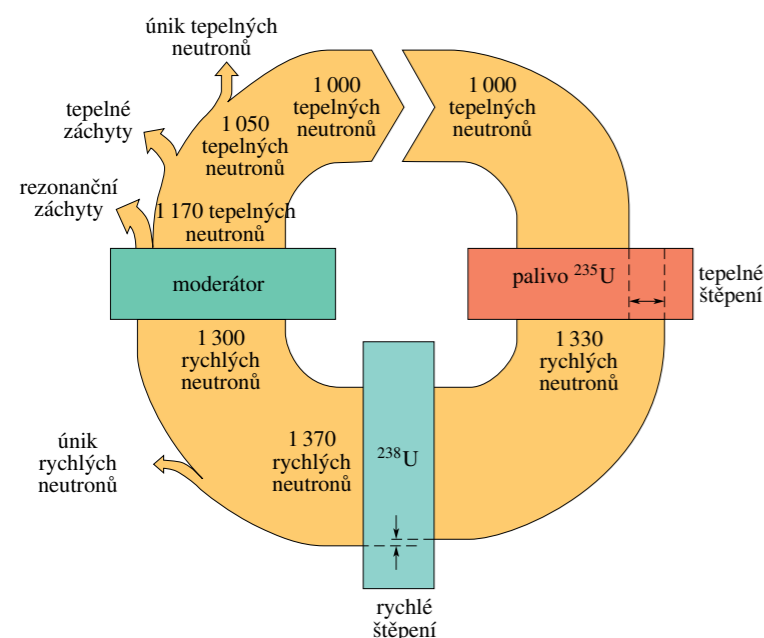 únik tepelných
neutronů
1 000
tepelných
neutronů
1 000
tepelných
neutronů
tepelné
záchyty
1 050
tepelných
neutronů
rezonanční
záchyty
1 170 tepelných
neutronů
moderátor
palivo ²³⁵U
tepelné
štěpení
1 300
rychlých
neutronů
1 330
rychlých
neutronů
únik
rychlých
neutronů
1 370
rychlých
neutronů
²³⁸U
rychlé
štěpení